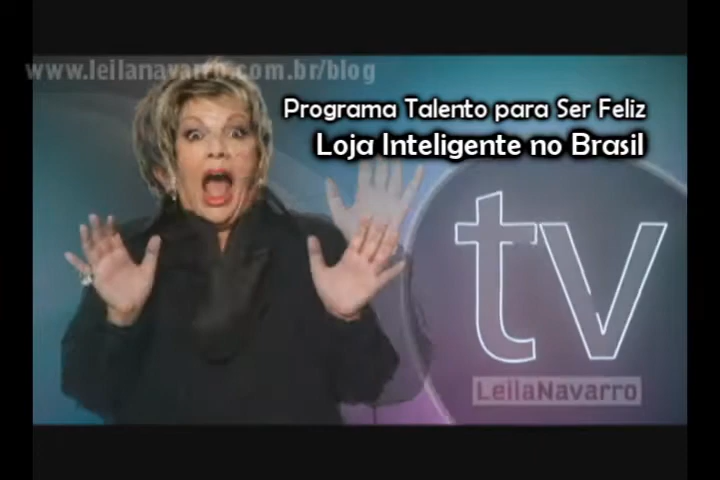 www.leilanavarro.com.br/blog
Programa Talento para Ser Feliz
Loja Inteligente no Brasil
tv
LeilaNavarro